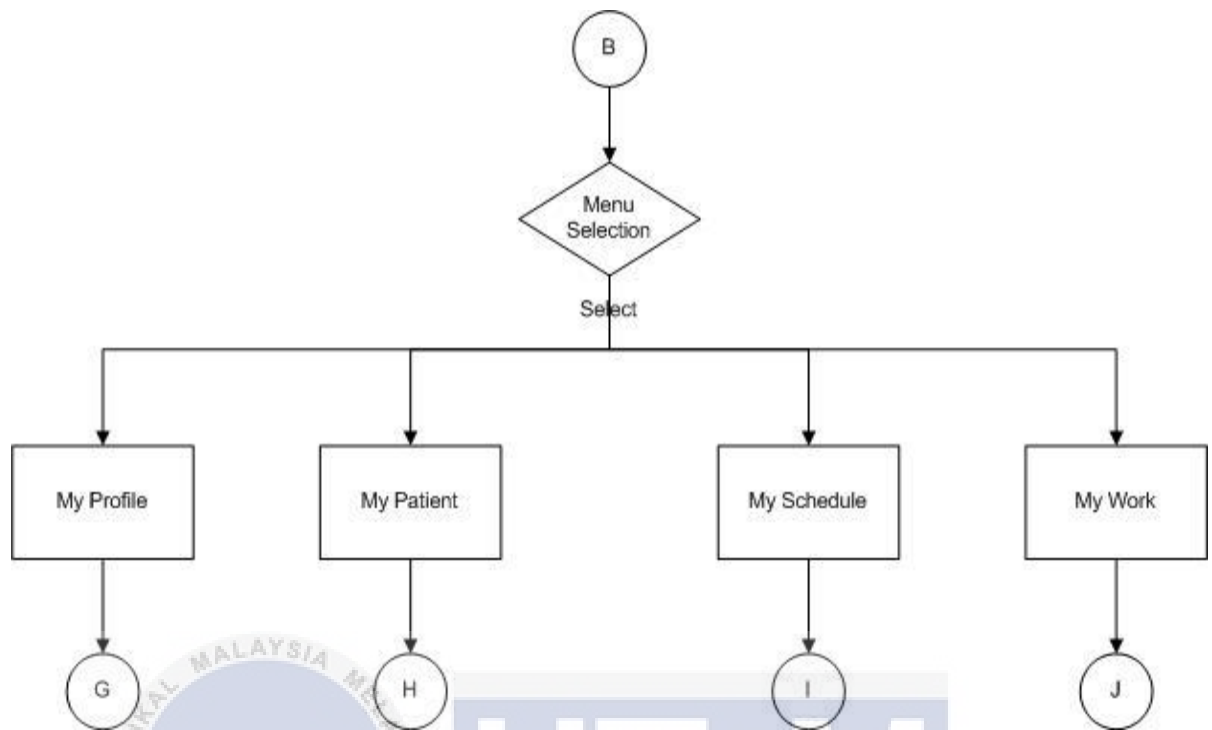 B
Menu
Selection
Select
My Profile
My Patient
My Schedule
My Work
G
H
I
J
MALAYSIA